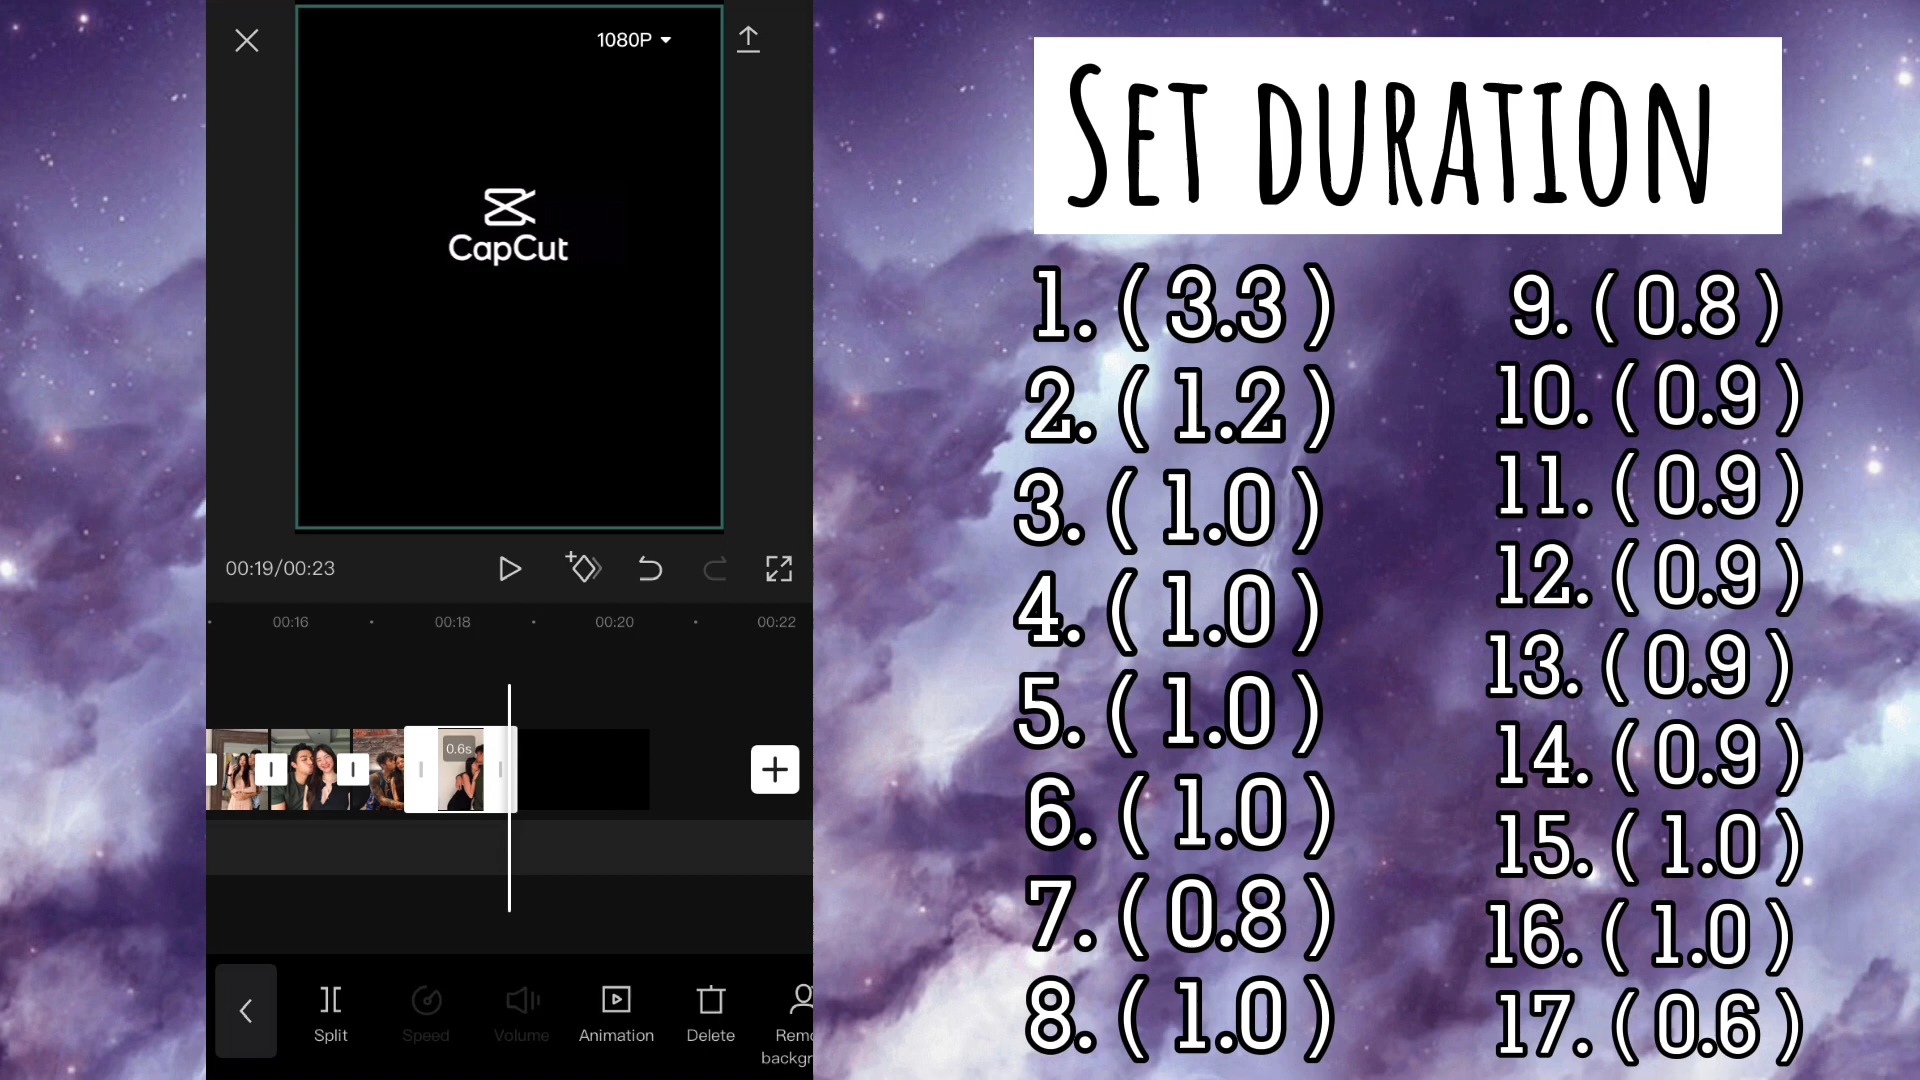 1080P
CapCut
00:19/00:23
00:16
00:18
00:20
00:22
0.6s
Split
Speed
Volume
Animation
Delete
Remo
backgr
SET DURATION
1. ( 3.3 )
2. ( 1.2 )
3. ( 1.0 )
4. ( 1.0 )
5. ( 1.0 )
6. ( 1.0 )
7. ( 0.8 )
8. ( 1.0 )
9. ( 0.8 )
10. ( 0.9 )
11. ( 0.9 )
12. ( 0.9 )
13. ( 0.9 )
14. ( 0.9 )
15. ( 1.0 )
16. ( 1.0 )
17. ( 0.6 )